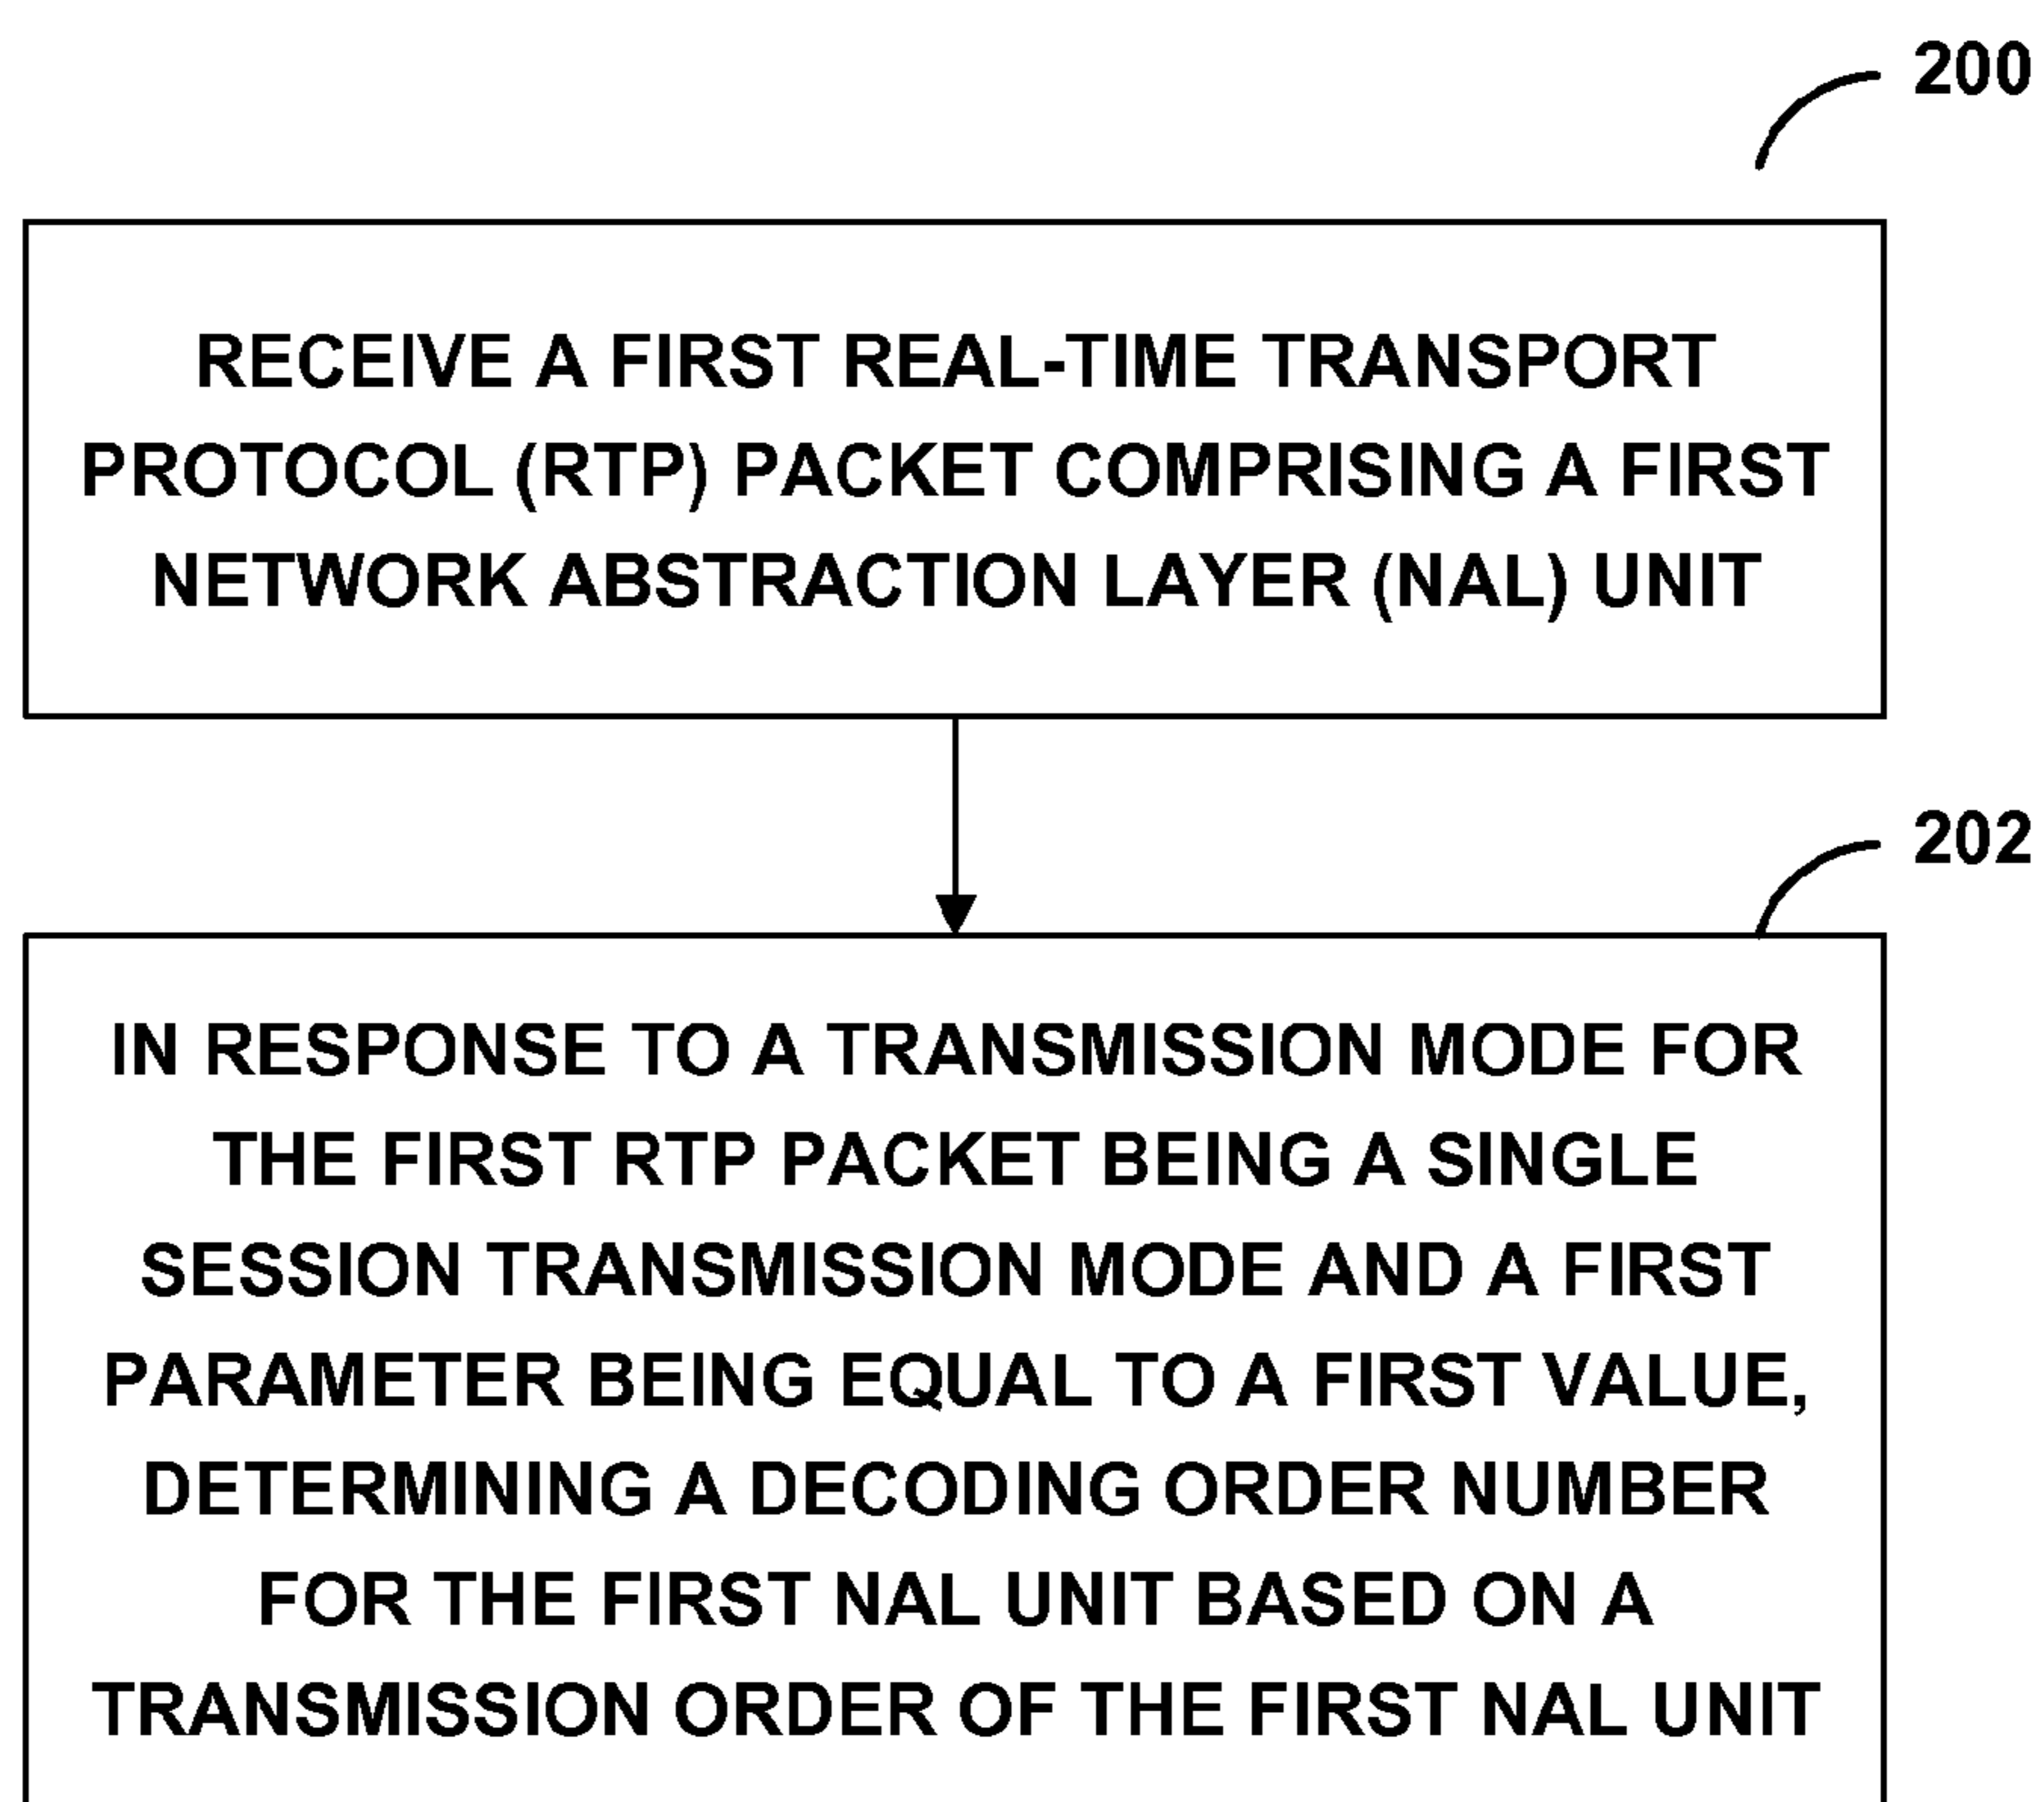 200
RECEIVE A FIRST REAL-TIME TRANSPORT
PROTOCOL (RTP) PACKET COMPRISING A FIRST
NETWORK ABSTRACTION LAYER (NAL) UNIT
202
IN RESPONSE TO A TRANSMISSION MODE FOR
THE FIRST RTP PACKET BEING A SINGLE
SESSION TRANSMISSION MODE AND A FIRST
PARAMETER BEING EQUAL TO A FIRST VALUE,
DETERMINING A DECODING ORDER NUMBER
FOR THE FIRST NAL UNIT BASED ON A
TRANSMISSION ORDER OF THE FIRST NAL UNIT